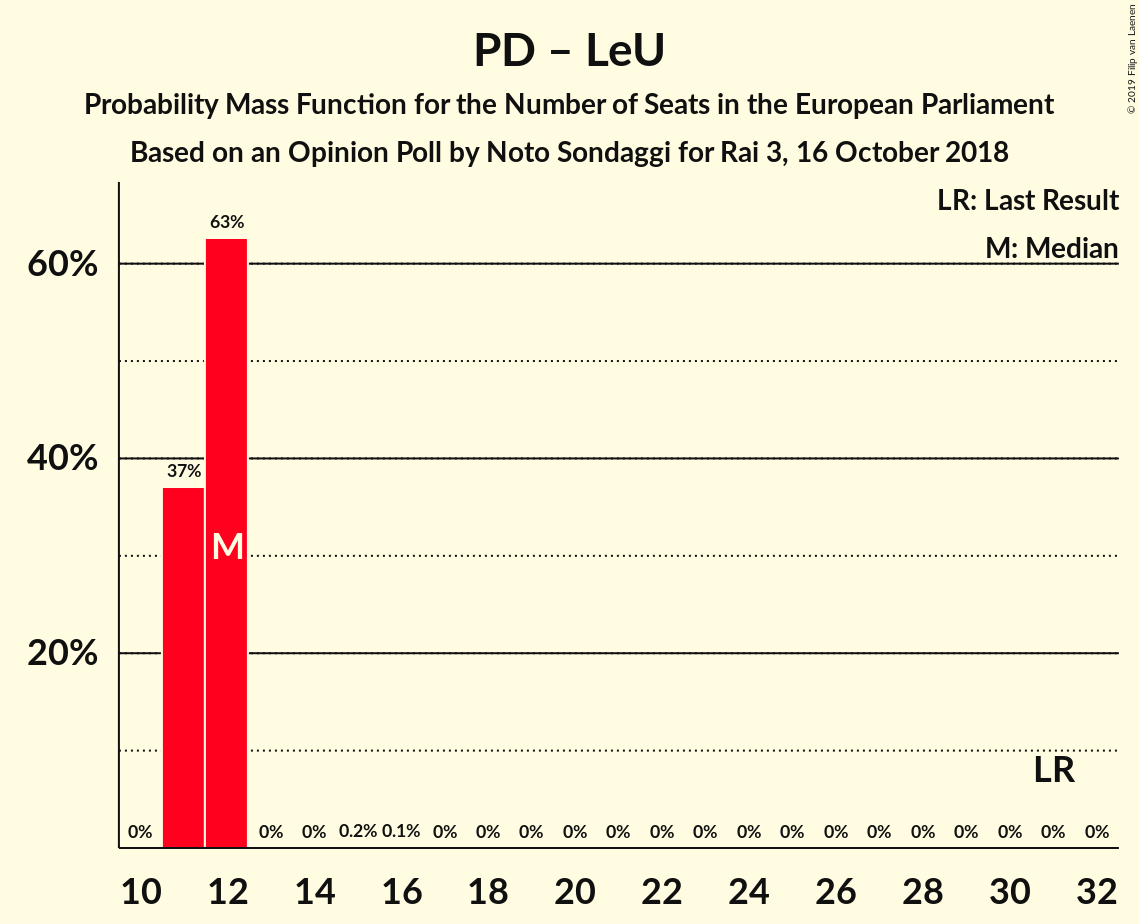 PD – LeU
Probability Mass Function for the Number of Seats in the European Parliament
Based on an Opinion Poll by Noto Sondaggi for Rai 3, 16 October 2018
© 2019 Filip van Laenen
LR: Last Result
M: Median
60%
40%
20%
63%
37%
M
LR
0% 0% 0% 0.2% 0.1% 0% 0% 0% 0% 0% 0% 0% 0% 0% 0% 0% 0% 0% 0% 0% 0%
10 12 14 16 18 20 22 24 26 28 30 32